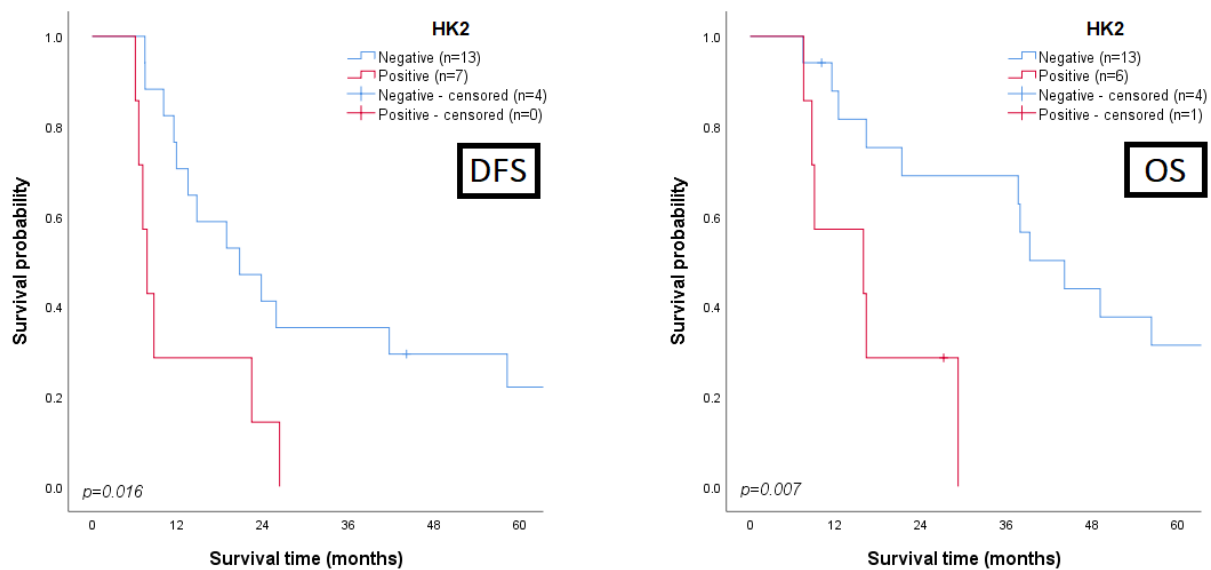 HK2
Negative (n=13)
Positive (n=7)
Negative - censored (n=4)
Positive - censored (n=0)
DFS
Survival probability
1.0
0.8
0.6
0.4
0.2
0.0
p=0.016
0 12 24 36 48 60
Survival time (months)
HK2
Negative (n=13)
Positive (n=6)
Negative - censored (n=4)
Positive - censored (n=1)
OS
Survival probability
1.0
0.8
0.6
0.4
0.2
0.0
p=0.007
0 12 24 36 48 60
Survival time (months)